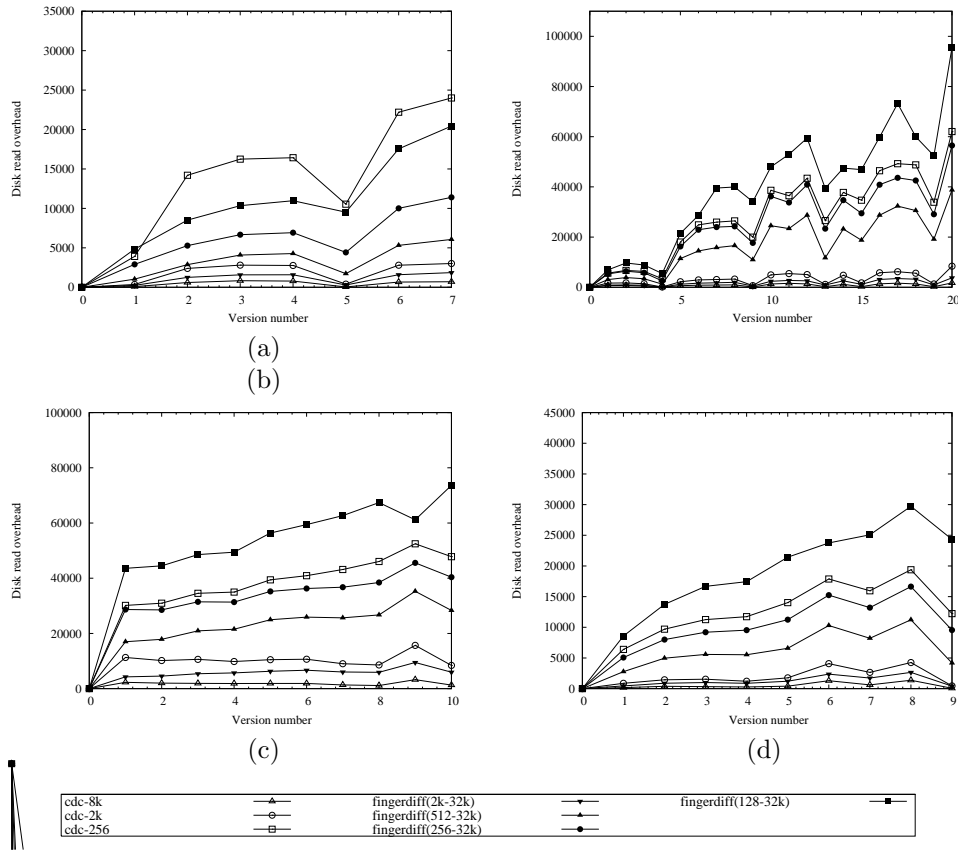 35000
30000
25000
20000
15000
10000
5000
0
Disk read overhead
0 1 2 3 4 5 6 7
Version number
100000
80000
60000
40000
20000
0
Disk read overhead
0 5 10 15 20
Version number
(a)
(b)
100000
80000
60000
40000
20000
0
Disk read overhead
0 2 4 6 8 10
Version number
(c)
45000
40000
35000
30000
25000
20000
15000
10000
5000
0
Disk read overhead
0 1 2 3 4 5 6 7 8 9
Version number
(d)
cdc-8k fingerdiff(2k-32k) fingerdiff(128-32k)
cdc-2k fingerdiff(512-32k)
cdc-256 fingerdiff(256-32k)